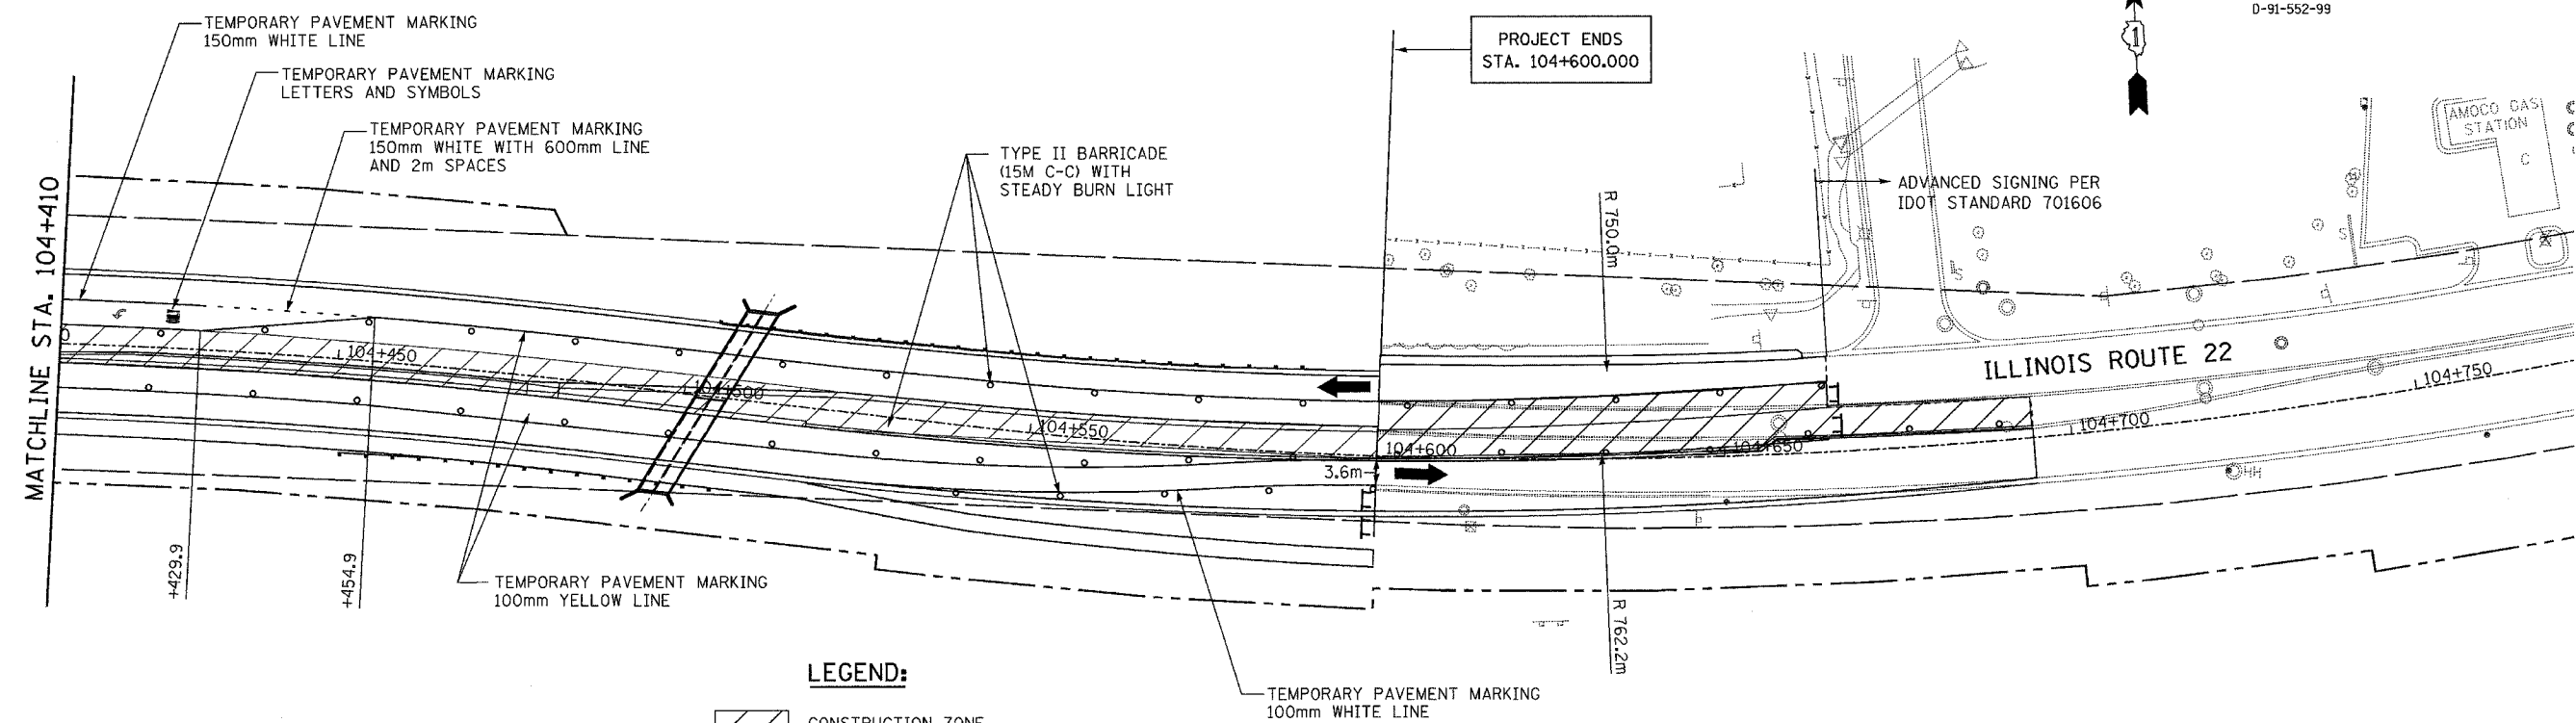 TEMPORARY PAVEMENT MARKING
150mm WHITE LINE
TEMPORARY PAVEMENT MARKING
LETTERS AND SYMBOLS
TEMPORARY PAVEMENT MARKING
150mm WHITE WITH 600mm LINE
AND 2m SPACES
TYPE II BARRICADE
(15M C-C) WITH
STEADY BURN LIGHT
PROJECT ENDS
STA. 104+600.000
D-91-552-99
1
AMOCO GAS
STATION
C
ADVANCED SIGNING PER
IDOT STANDARD 701606
R 750.0m
S
S
MATCHLINE STA. 104+410
0
104+450
104+500
104+550
104+600
104+650
104+700
104+750
ILLINOIS ROUTE 22
3.6m
HH
+429.9
+454.9
R 762.2m
TEMPORARY PAVEMENT MARKING
100mm YELLOW LINE
TEMPORARY PAVEMENT MARKING
100mm WHITE LINE
LEGEND:
CONSTRUCTION ZONE